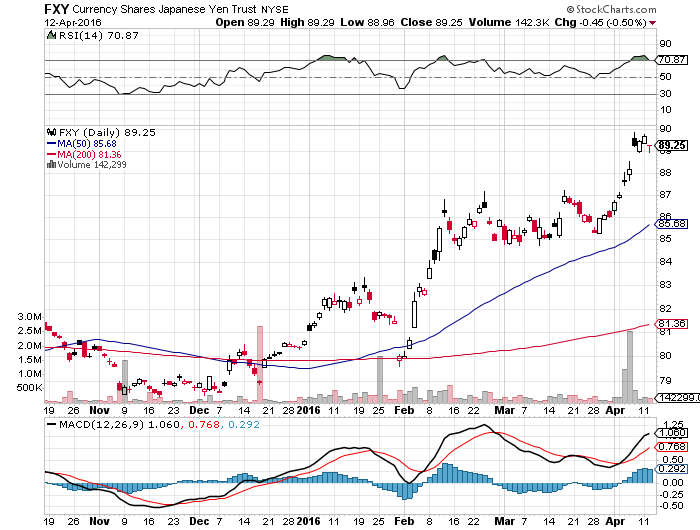 FXY Currency Shares Japanese Yen Trust NYSE © StockCharts.com
12-Apr-2016 Open 89.29 High 89.29 Low 88.96 Close 89.25 Volume 142.3K Chg -0.45 (-0.50%)
RSI(14) 70.87
90
70.87
50
30
10
FXY (Daily) 89.25
MA(50) 85.68
MA(200) 81.36
Volume 142,299
90
89.25
88
87
86
85.68
85
84
83
82
81.36
81
80
79
142299.0
3.0M
2.5M
2.0M
1.5M
1.0M
500K
19 26 Nov 9 16 23 Dec 7 14 21 28 2016 11 19 25 Feb 8 16 22 Mar 7 14 21 28 Apr 11
MACD(12,26,9) 1.060, 0.768, 0.292
1.25
1.060
0.768
0.50
0.292
0.00
-0.25
-0.50
19 26 Nov 9 16 23 Dec 7 14 21 28 2016 11 19 25 Feb 8 16 22 Mar 7 14 21 28 Apr 11